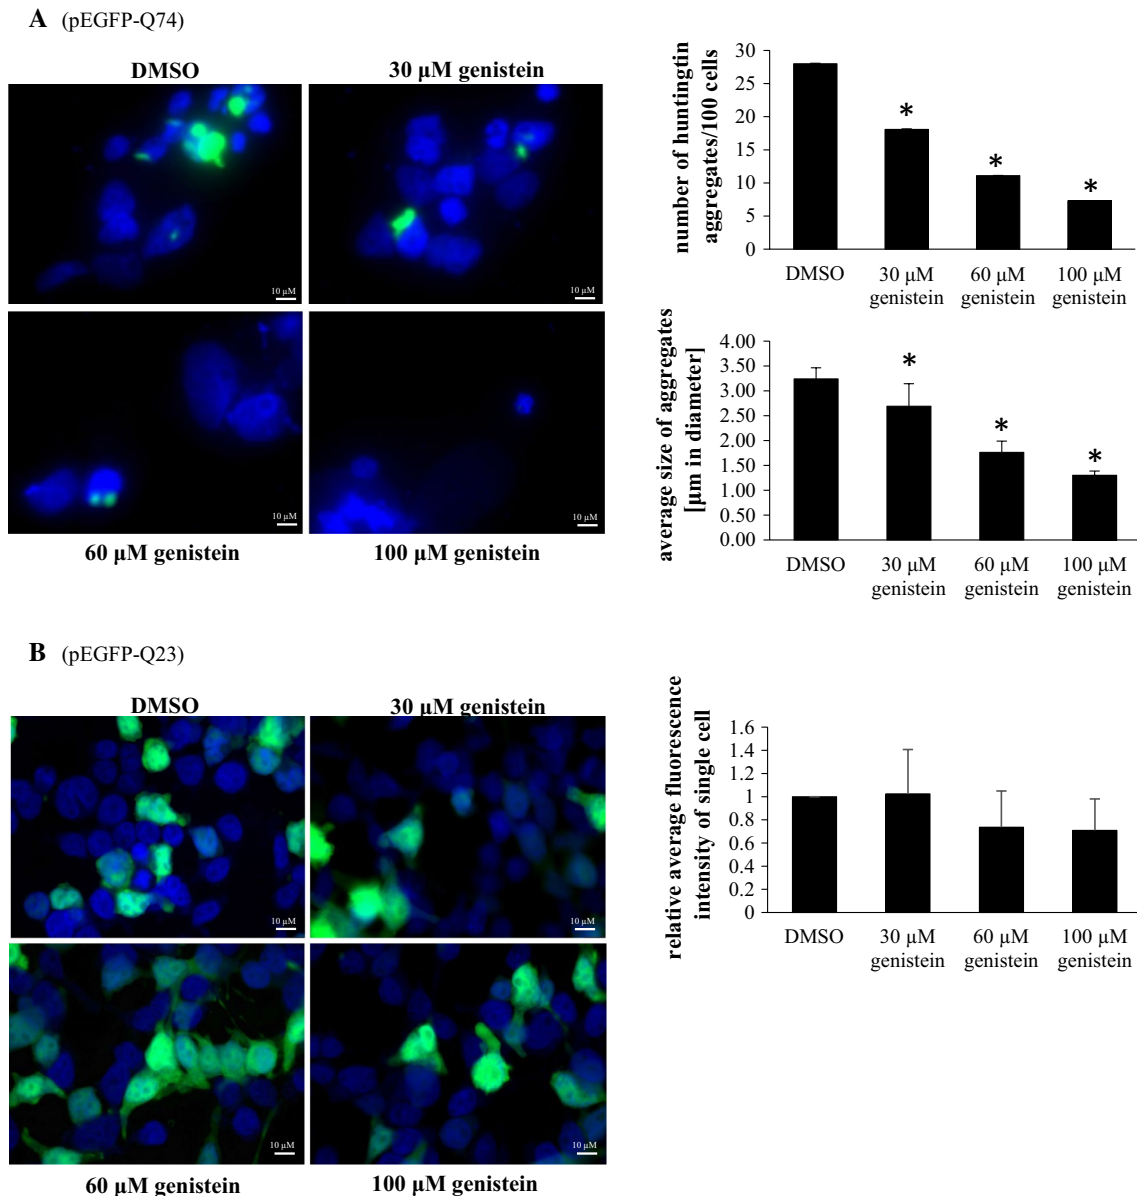 A (pEGFP-Q74)
DMSO
30 µM genistein
10 µM
10 µM
10 µM
10 µM
60 µM genistein
100 µM genistein
number of huntingtin
aggregates/100 cells
30
25
20
15
10
5
0
*
*
*
DMSO
30 µM
genistein
60 µM
genistein
100 µM
genistein
average size of aggregates
[µm in diameter]
4.00
3.50
3.00
2.50
2.00
1.50
1.00
0.50
0.00
*
*
*
DMSO
30 µM
genistein
60 µM
genistein
100 µM
genistein
B (pEGFP-Q23)
DMSO
30 µM genistein
10 µM
10 µM
10 µM
10 µM
60 µM genistein
100 µM genistein
relative average fluorescence
intensity of single cell
1.6
1.4
1.2
1
0.8
0.6
0.4
0.2
0
DMSO
30 µM
genistein
60 µM
genistein
100 µM
genistein